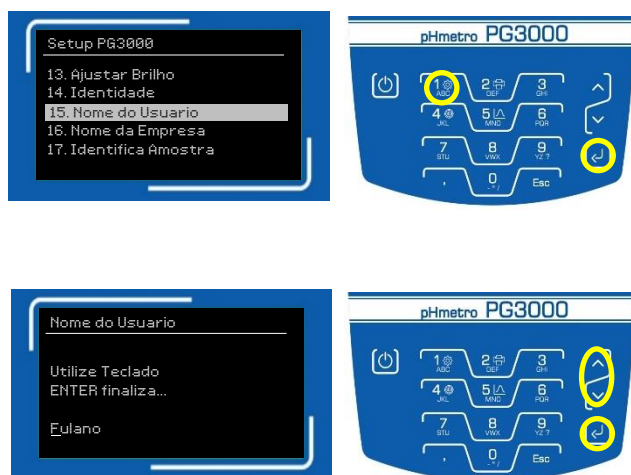 Setup PG3000
13. Ajustar Brilho
14. Identidade
15. Nome do Usuario
16. Nome da Empresa
17. Identifica Amostra
pHmetro PG3000
1 2 3
ABC DEF GHI
4 5 6
JKL MNO PQR
7 8 9
STU VWX YZ ?
, 0 Esc
- . * /
Nome do Usuario
Utilize Teclado
ENTER finaliza...
Fulano
pHmetro PG3000
1 2 3
ABC DEF GHI
4 5 6
JKL MNO PQR
7 8 9
STU VWX YZ ?
, 0 Esc
- . * /